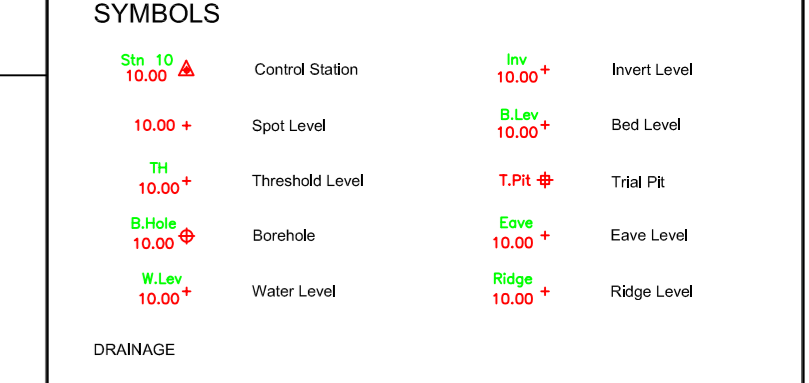 SYMBOLS
Stn 10
10.00
Control Station
Inv
10.00
Invert Level
10.00
Spot Level
B.Lev
10.00
Bed Level
TH
10.00
Threshold Level
T.Pit
Trial Pit
B.Hole
10.00
Borehole
Eave
10.00
Eave Level
W.Lev
10.00
Water Level
Ridge
10.00
Ridge Level
DRAINAGE